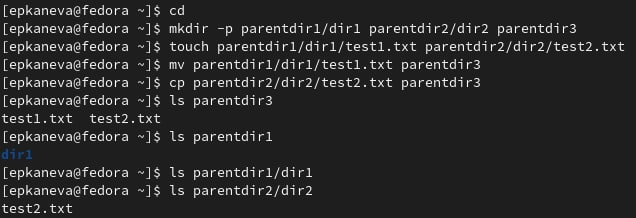 [epkaneva@fedora ~]$ cd
[epkaneva@fedora ~]$ mkdir -p parentdir1/dir1 parentdir2/dir2 parentdir3
[epkaneva@fedora ~]$ touch parentdir1/dir1/test1.txt parentdir2/dir2/test2.txt
[epkaneva@fedora ~]$ mv parentdir1/dir1/test1.txt parentdir3
[epkaneva@fedora ~]$ cp parentdir2/dir2/test2.txt parentdir3
[epkaneva@fedora ~]$ ls parentdir3
test1.txt  test2.txt
[epkaneva@fedora ~]$ ls parentdir1
dir1
[epkaneva@fedora ~]$ ls parentdir1/dir1
[epkaneva@fedora ~]$ ls parentdir2/dir2
test2.txt